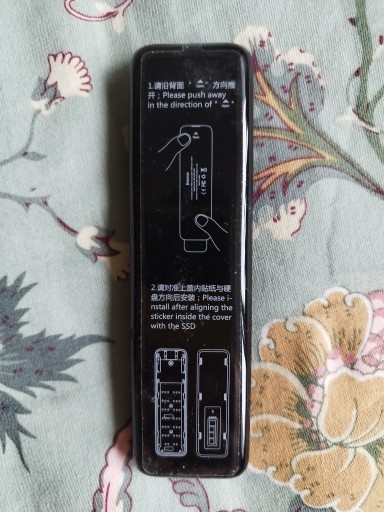 1.请沿背面 " OPEN " 方向推
开；Please push away
in the direction of " OPEN "
2.请对准上盖内贴纸与硬
盘方向后安装；Please i-
nstall after aligning the
sticker inside the cover
with the SSD